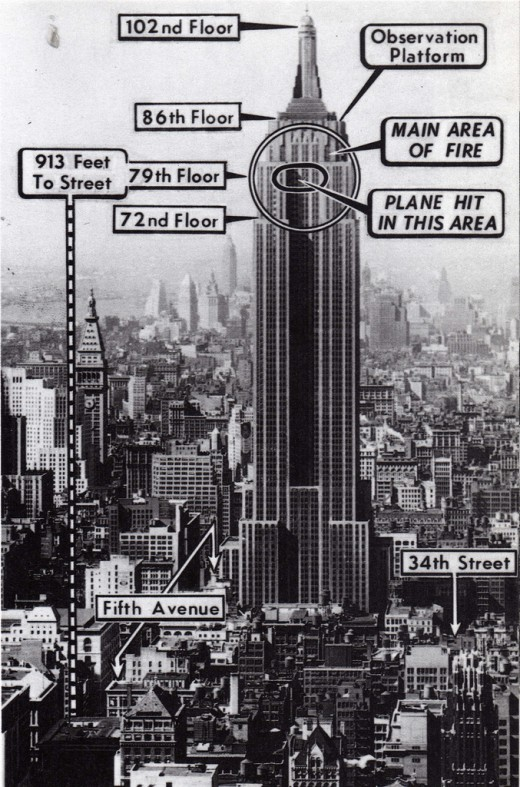 102nd Floor
Observation
Platform
86th Floor
MAIN AREA
OF FIRE
913 Feet
To Street
79th Floor
PLANE HIT
IN THIS AREA
72nd Floor
34th Street
Fifth Avenue